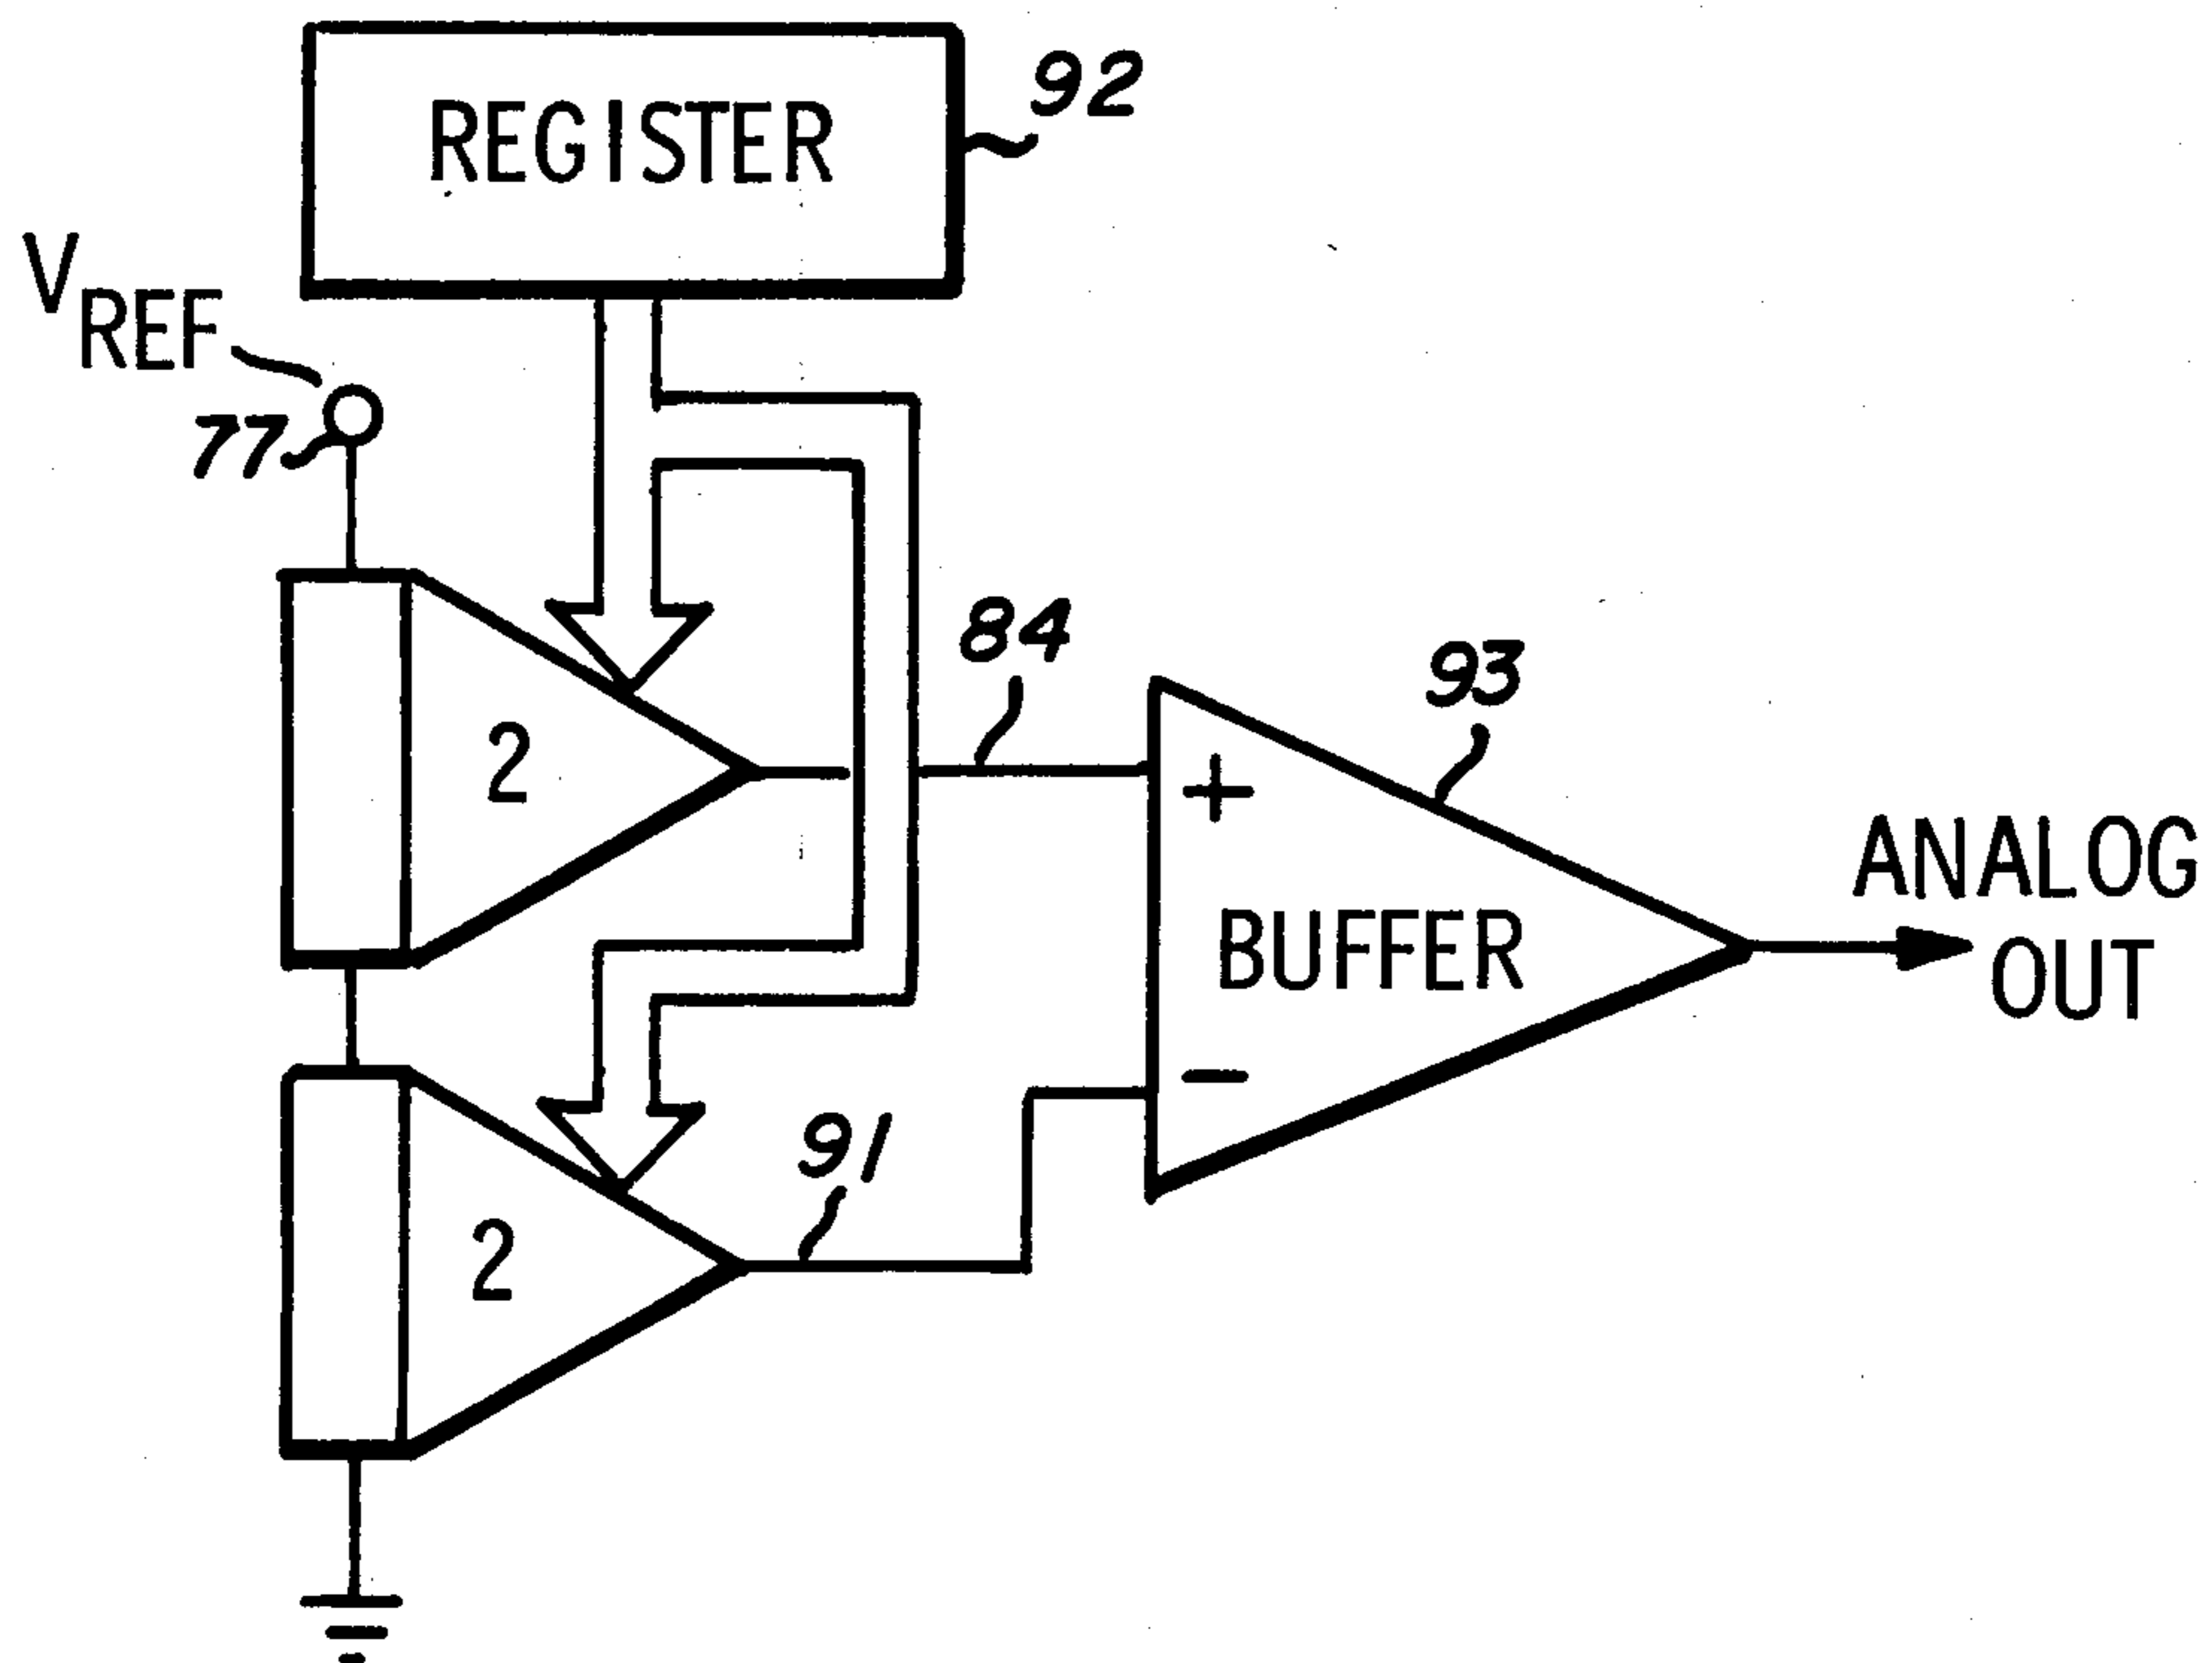 REGISTER
92
VREF
77
2
84
93
+
BUFFER
−
ANALOG
OUT
91
2